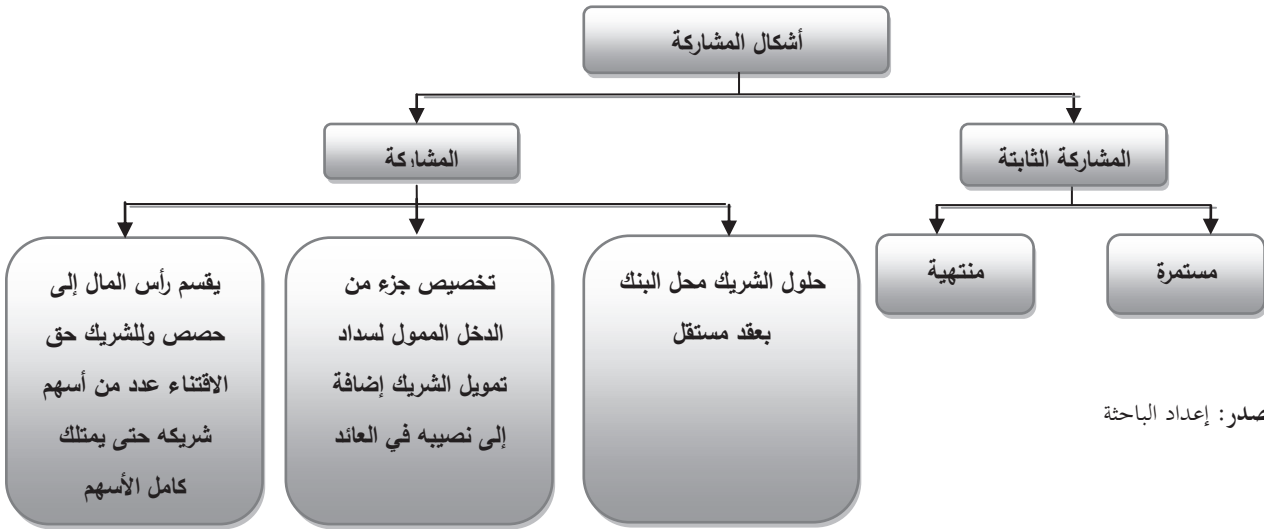 أشكال المشاركة
المشاركة الثابتة
المشاركة
مستمرة
منتهية
حلول الشريك محل البنك
بعقد مستقل
تخصيص جزء من
الدخل الممول لسداد
تمويل الشريك إضافة
إلى نصيبه في العائد
يقسم رأس المال إلى
حصص وللشريك حق
الاقتناء عدد من أسهم
شريكه حتى يمتلك
كامل الأسهم
صدر: إعداد الباحثة